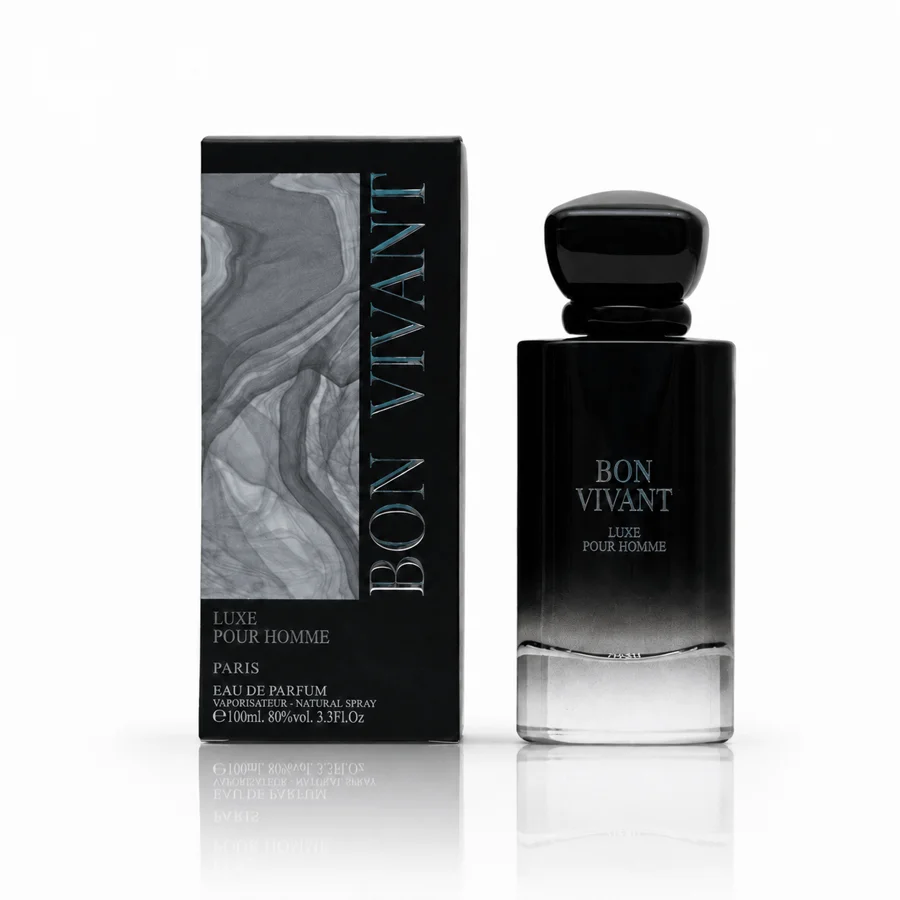 BON VIVANT
LUXE
POUR HOMME
PARIS
EAU DE PARFUM
VAPORISATEUR - NATURAL SPRAY
℮100ml. 80%vol. 3.3Fl.Oz
BON
VIVANT
LUXE
POUR HOMME